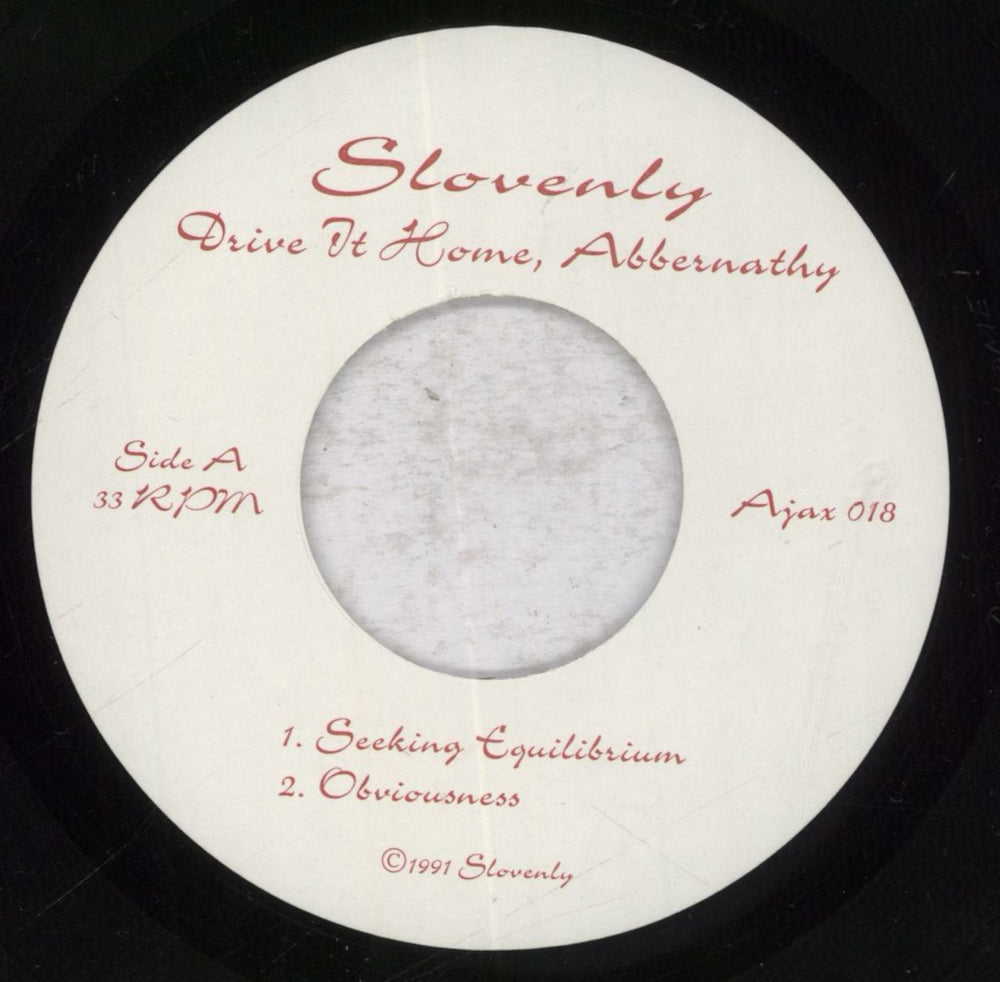 Slovenly
Drive It Home, Abbernathy
Side A
33 RPM
Ajax 018
1. Seeking Equilibrium
2. Obviousness
©1991 Slovenly